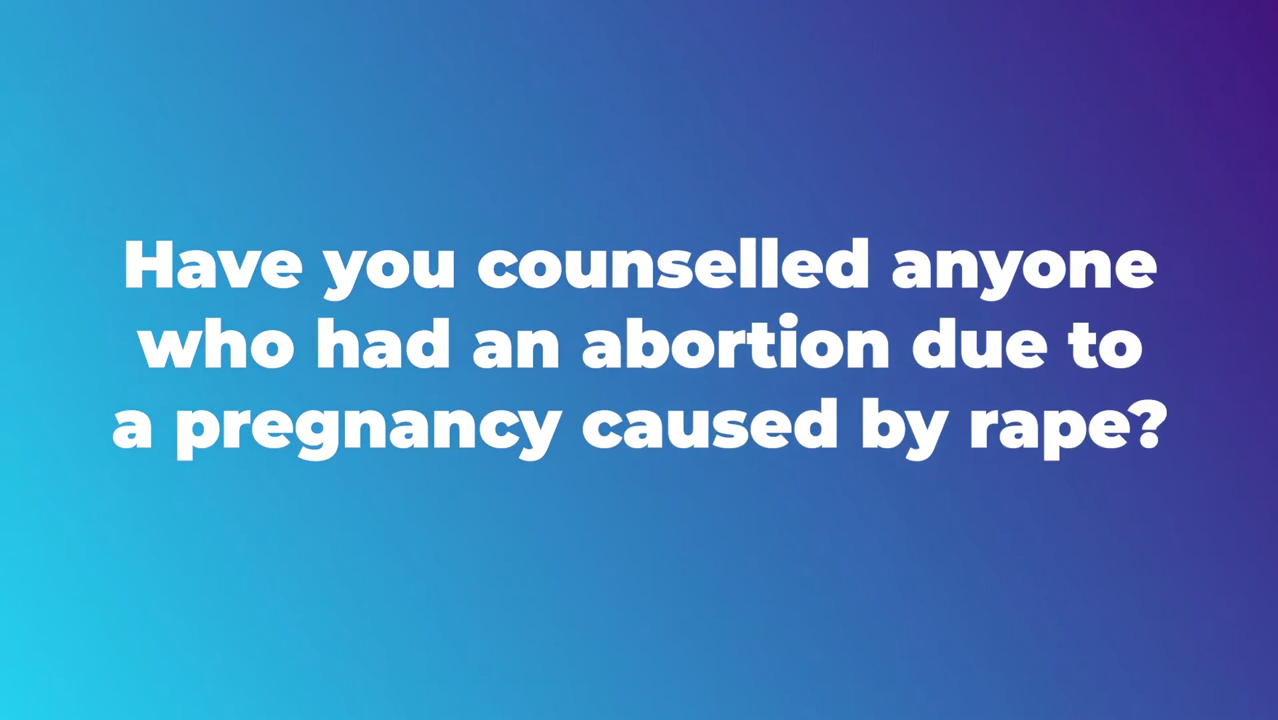 Have you counselled anyone
who had an abortion due to
a pregnancy caused by rape?